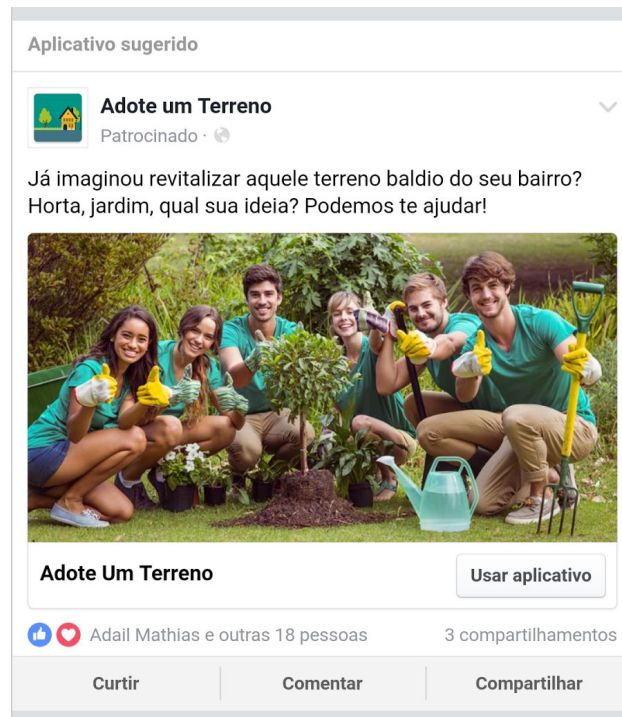 Aplicativo sugerido
Adote um Terreno
Patrocinado ·
Já imaginou revitalizar aquele terreno baldio do seu bairro?
Horta, jardim, qual sua ideia? Podemos te ajudar!
Adote Um Terreno
Usar aplicativo
Adail Mathias e outras 18 pessoas
3 compartilhamentos
Curtir
Comentar
Compartilhar